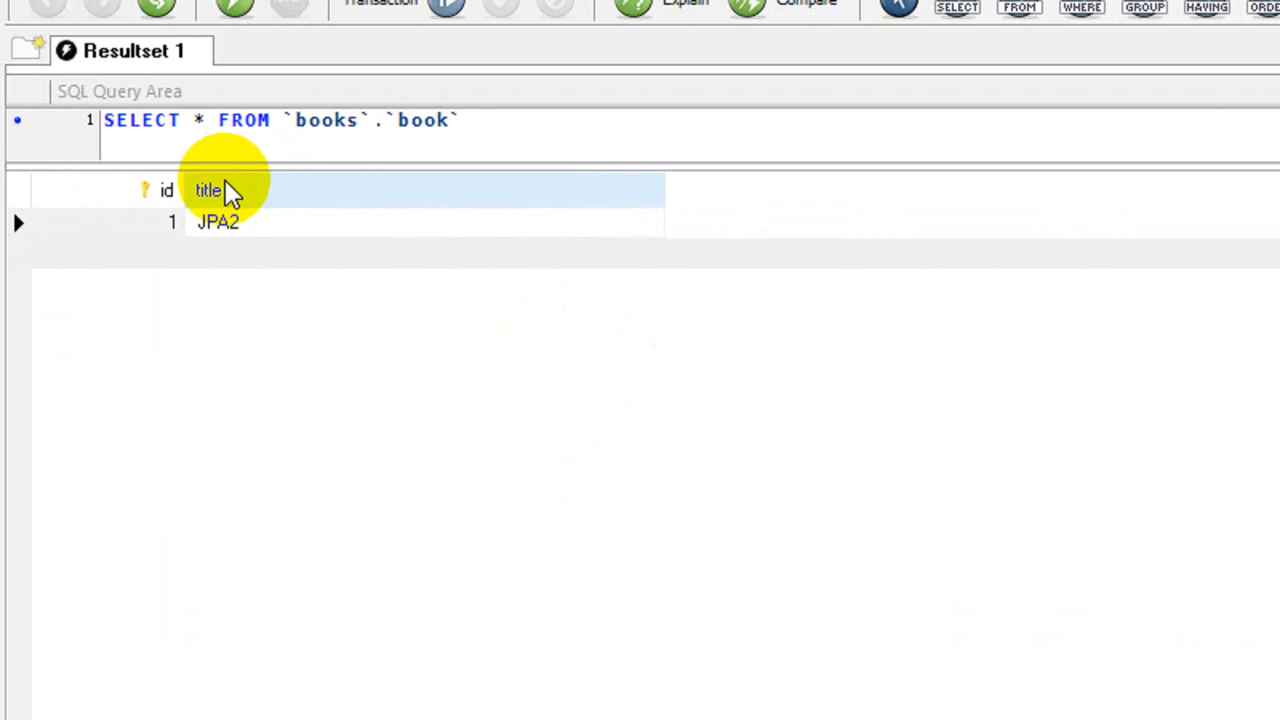 Transaction Explain Compare SELECT FROM WHERE GROUP HAVING
Resultset 1
SQL Query Area
1 SELECT * FROM `books`.`book`
id title
1 JPA2